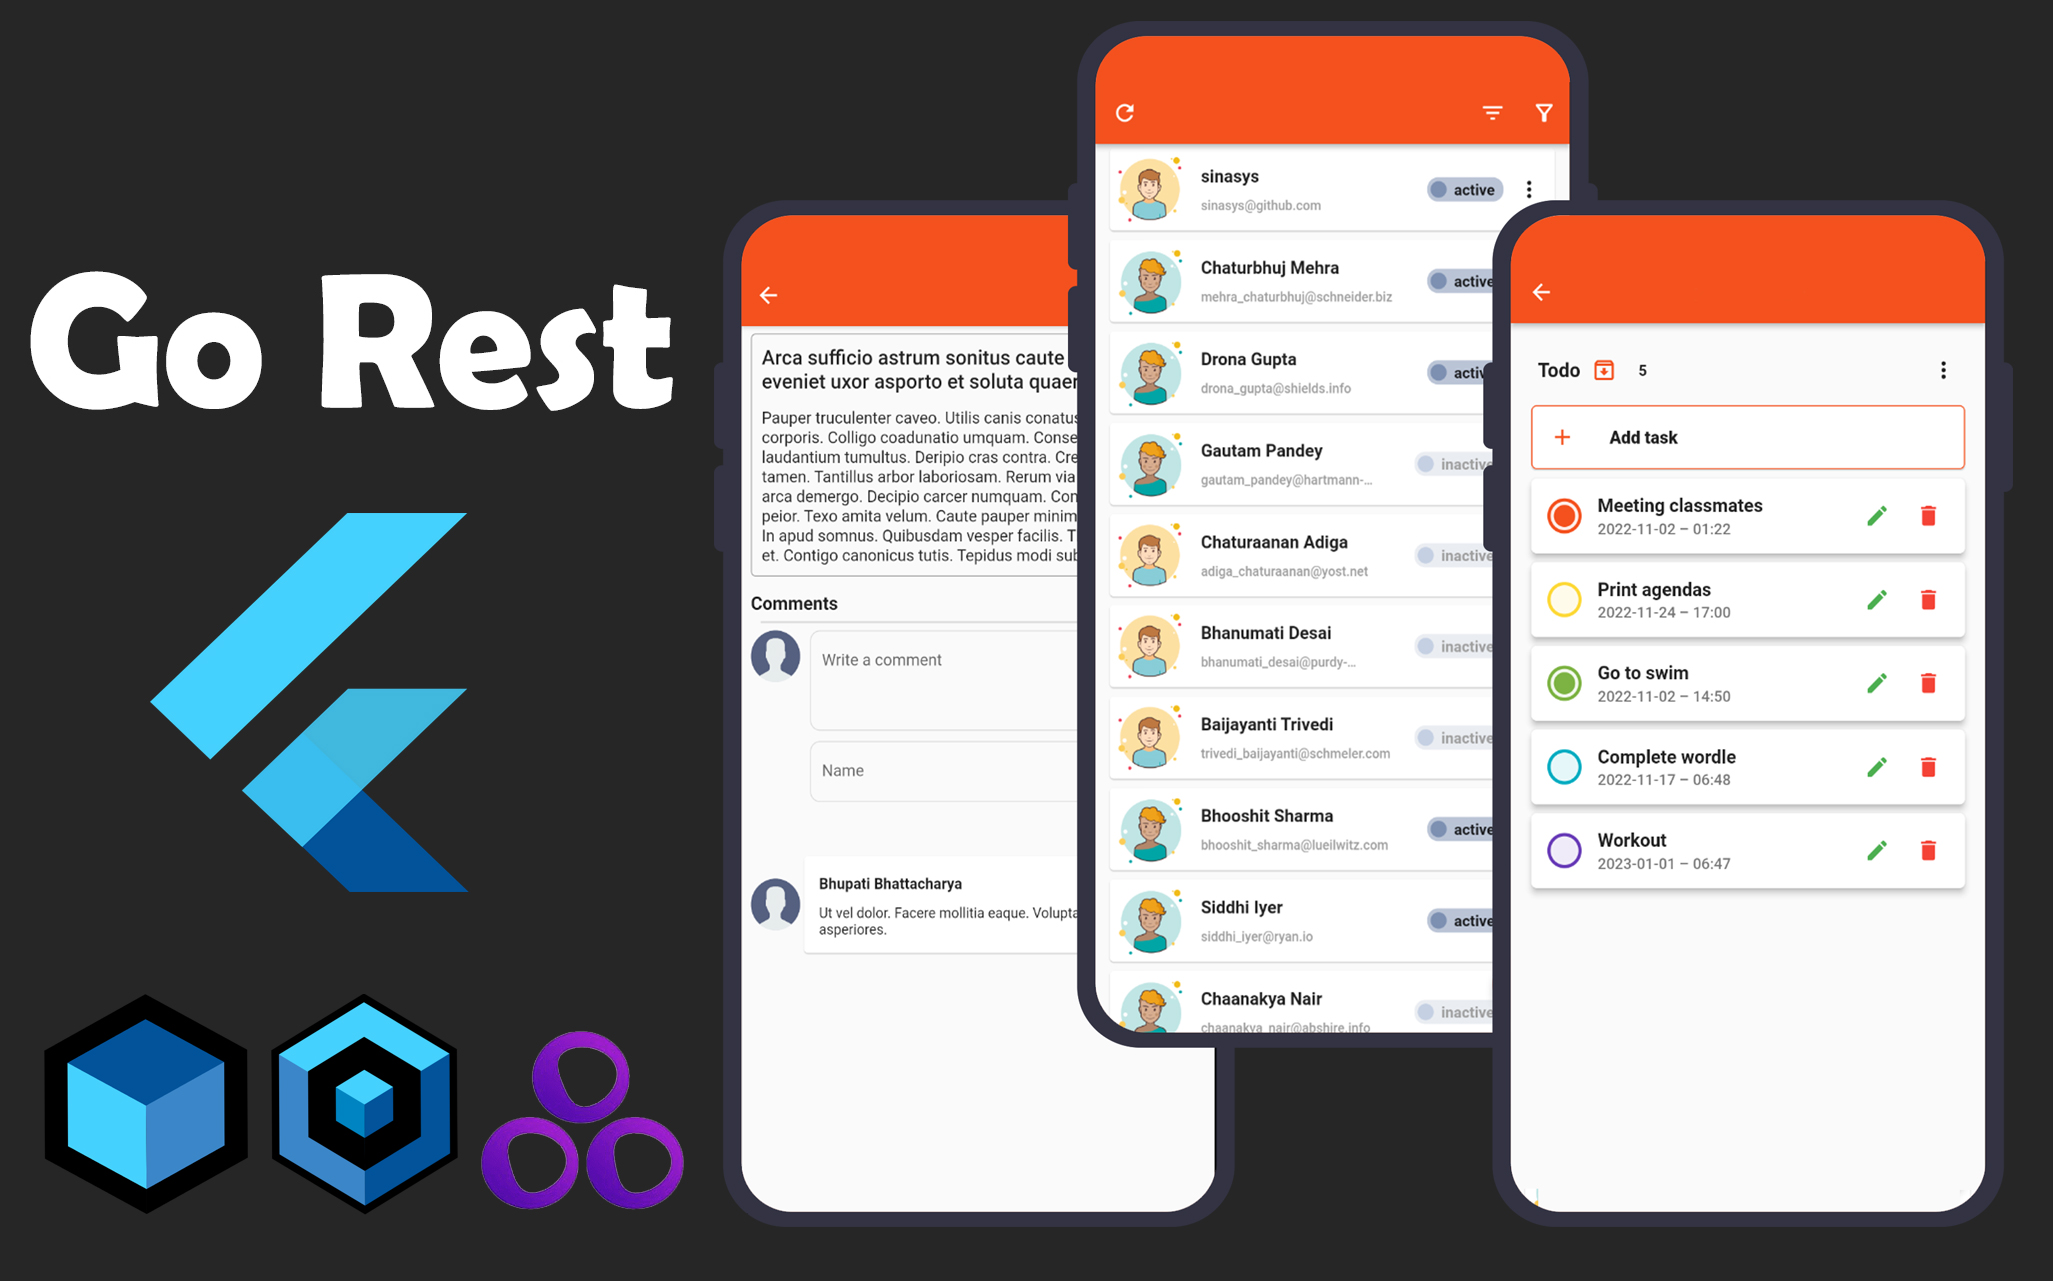 Go Rest
Arca sufficio astrum sonitus caute
eveniet uxor asporto et soluta
Pauper truculenter caveo. Utilis canis
corporis. Colligo coadunatio umquam.
laudantium tumultus. Deripio cras contra.
tamen. Tantillus arbor laboriosam. Rerum via
arca demergo. Decipio carcer numquam.
peior. Texo amita velum. Caute pauper
In apud somnus. Quibusdam vesper facilis.
et. Contigo canonicus tutis. Tepidus modi
Comments
Write a comment
Name
Bhupati Bhattacharya
Ut vel dolor. Facere mollitia eaque.
asperiores.
sinasys
sinasys@github.com
active
Chaturbhuj Mehra
mehra_chaturbhuj@schneider.biz
active
Drona Gupta
drona_gupta@shields.info
activ
Gautam Pandey
gautam_pandey@hartmann-...
inactive
Chaturaanan Adiga
adiga_chaturaanan@yost.net
inactive
Bhanumati Desai
bhanumati_desai@purdy-...
inactive
Baijayanti Trivedi
trivedi_baijayanti@schmeler.com
inactive
Bhooshit Sharma
bhooshit_sharma@lueilwitz.com
active
Siddhi Iyer
siddhi_iyer@ryan.io
active
Chaanakya Nair
chaanakya_nair@abshire.info
inactive
Todo 5
Add task
Meeting classmates
2022-11-02 – 01:22
Print agendas
2022-11-24 – 17:00
Go to swim
2022-11-02 – 14:50
Complete wordle
2022-11-17 – 06:48
Workout
2023-01-01 – 06:47